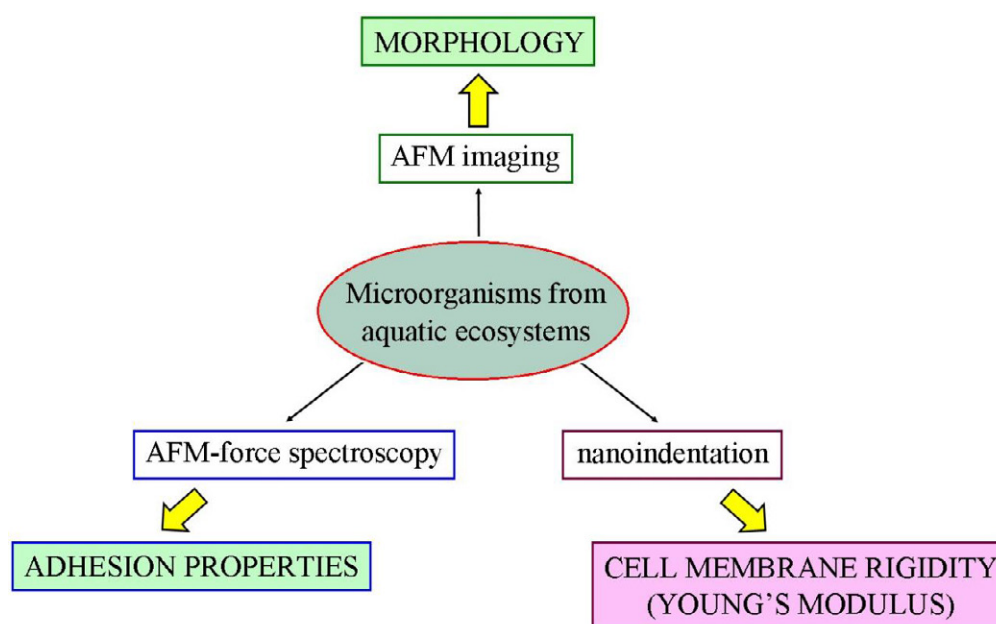 MORPHOLOGY
AFM imaging
Microorganisms from
aquatic ecosystems
AFM-force spectroscopy
nanoindentation
ADHESION PROPERTIES
CELL MEMBRANE RIGIDITY
(YOUNG'S MODULUS)